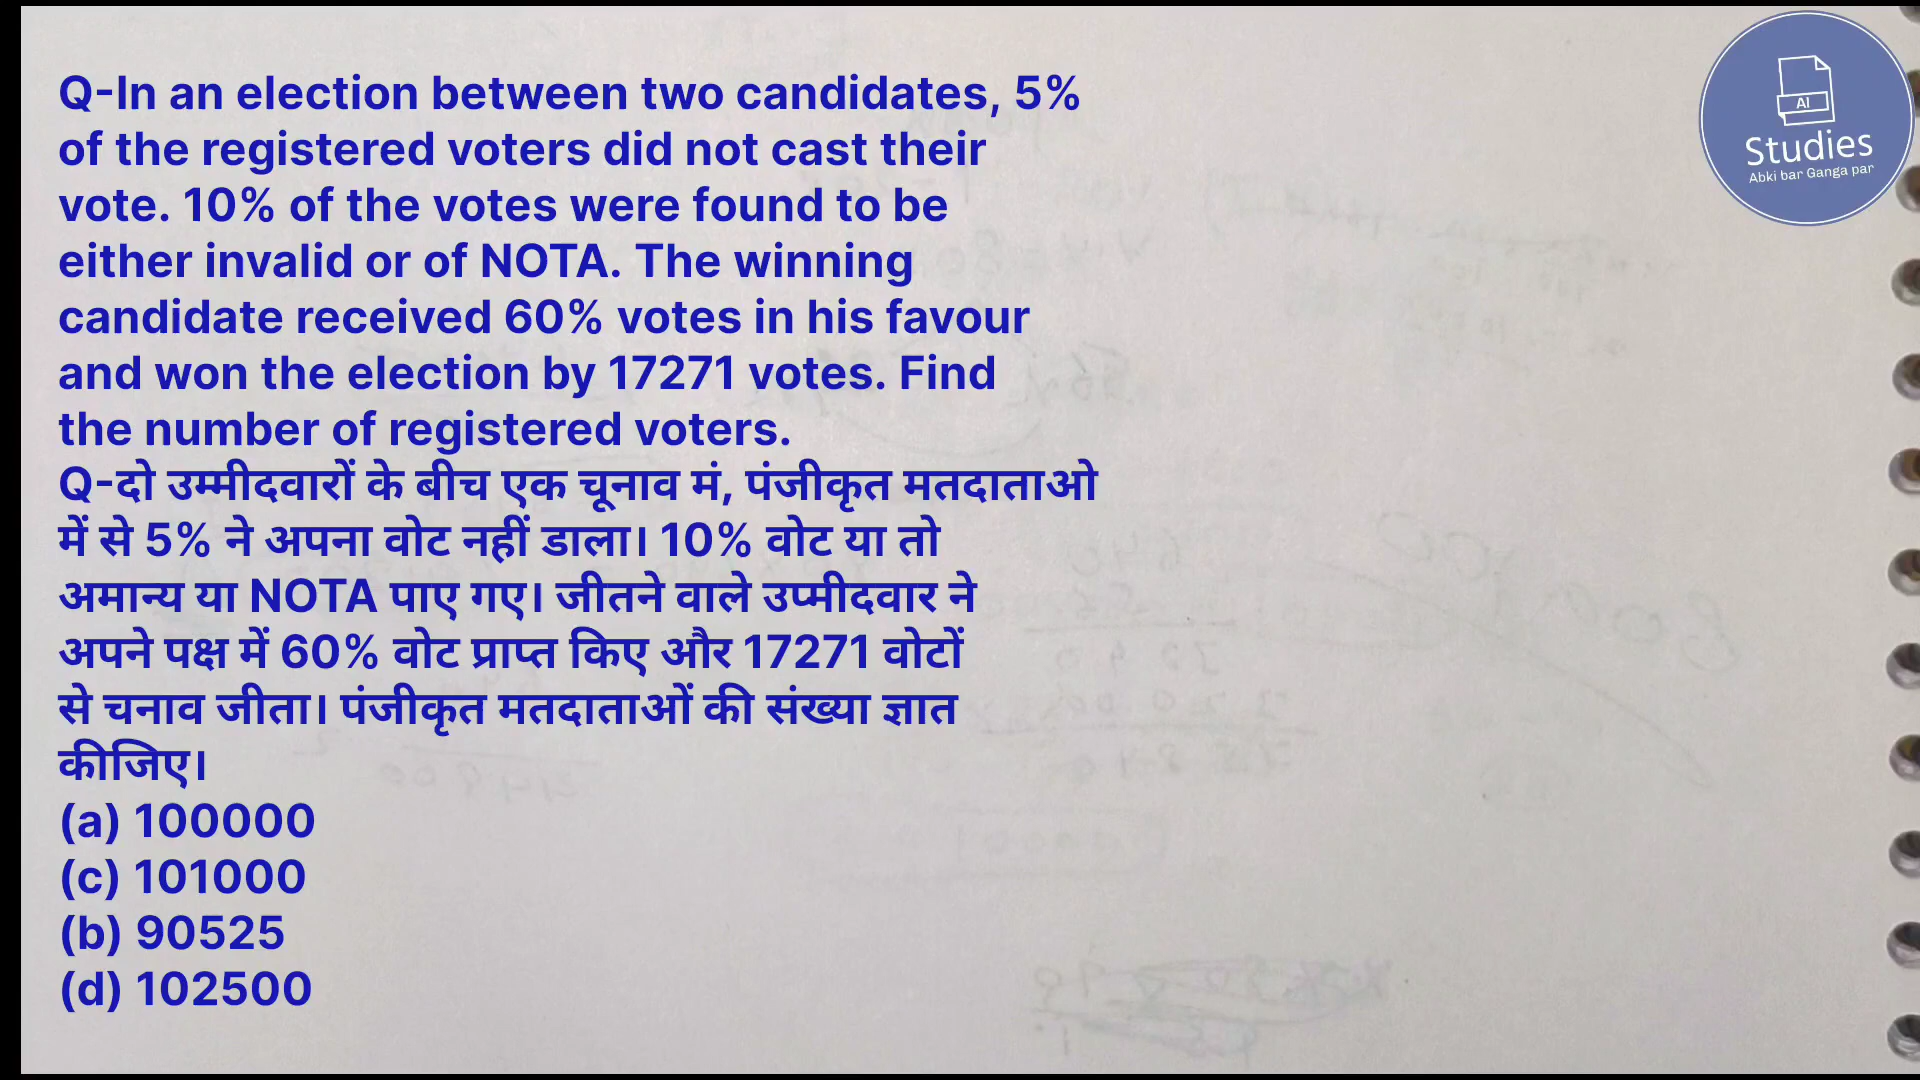 Q-In an election between two candidates, 5%
of the registered voters did not cast their
vote. 10% of the votes were found to be
either invalid or of NOTA. The winning
candidate received 60% votes in his favour
and won the election by 17271 votes. Find
the number of registered voters.
Q-दो उम्मीदवारों के बीच एक चूनाव मं, पंजीकृत मतदाताओ
में से 5% ने अपना वोट नहीं डाला। 10% वोट या तो
अमान्य या NOTA पाए गए। जीतने वाले उप्मीदवार ने
अपने पक्ष में 60% वोट प्राप्त किए और 17271 वोटों
से चनाव जीता। पंजीकृत मतदाताओं की संख्या ज्ञात
कीजिए।
(a) 100000
(c) 101000
(b) 90525
(d) 102500
AI
Studies
Abki bar Ganga par